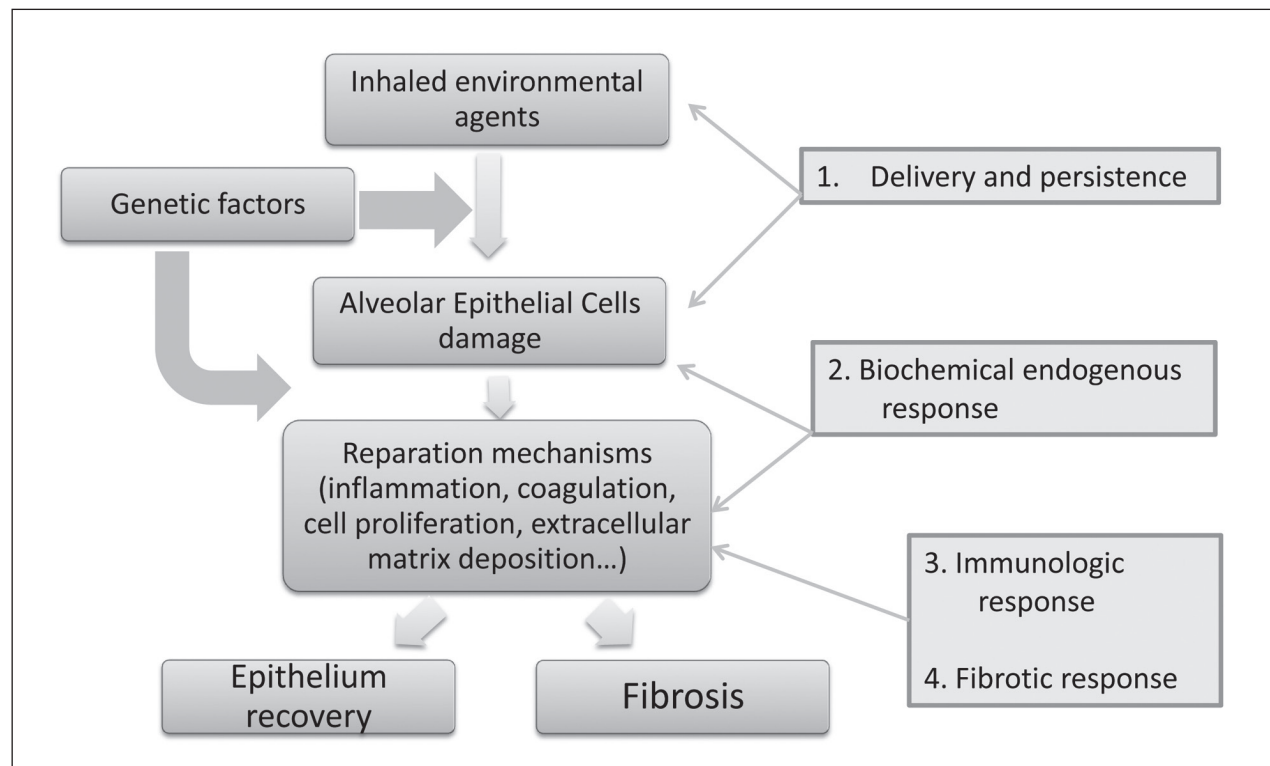 Inhaled environmental
agents
1. Delivery and persistence
Genetic factors
Alveolar Epithelial Cells
damage
2. Biochemical endogenous
response
Reparation mechanisms
(inflammation, coagulation,
cell proliferation, extracellular
matrix deposition...)
3. Immunologic
response
4. Fibrotic response
Epithelium
recovery
Fibrosis